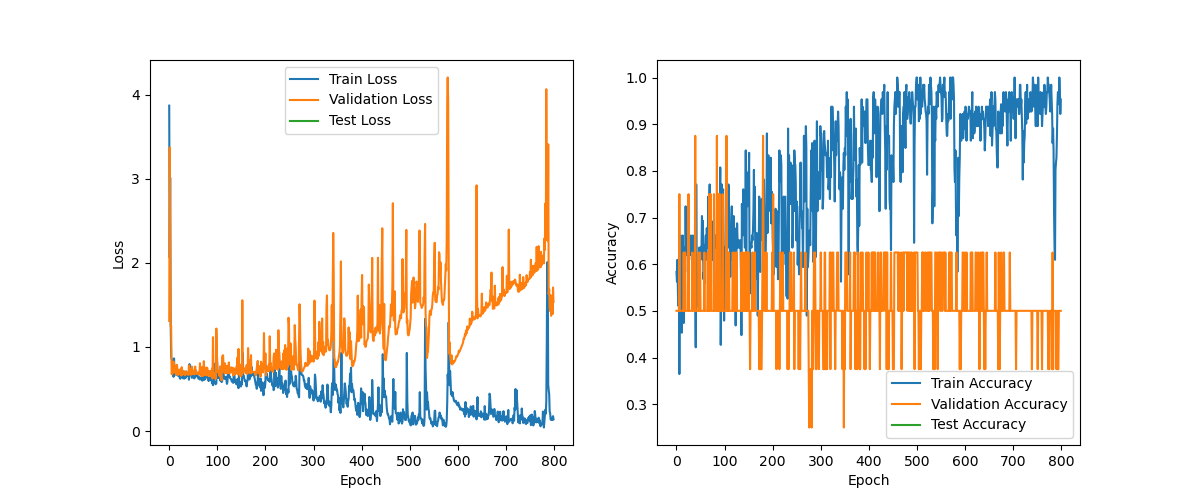 Train Loss
Validation Loss
Test Loss
4
3
2
1
0
Loss
0 100 200 300 400 500 600 700 800
Epoch
1.0
0.9
0.8
0.7
0.6
0.5
0.4
0.3
Accuracy
Train Accuracy
Validation Accuracy
Test Accuracy
0 100 200 300 400 500 600 700 800
Epoch